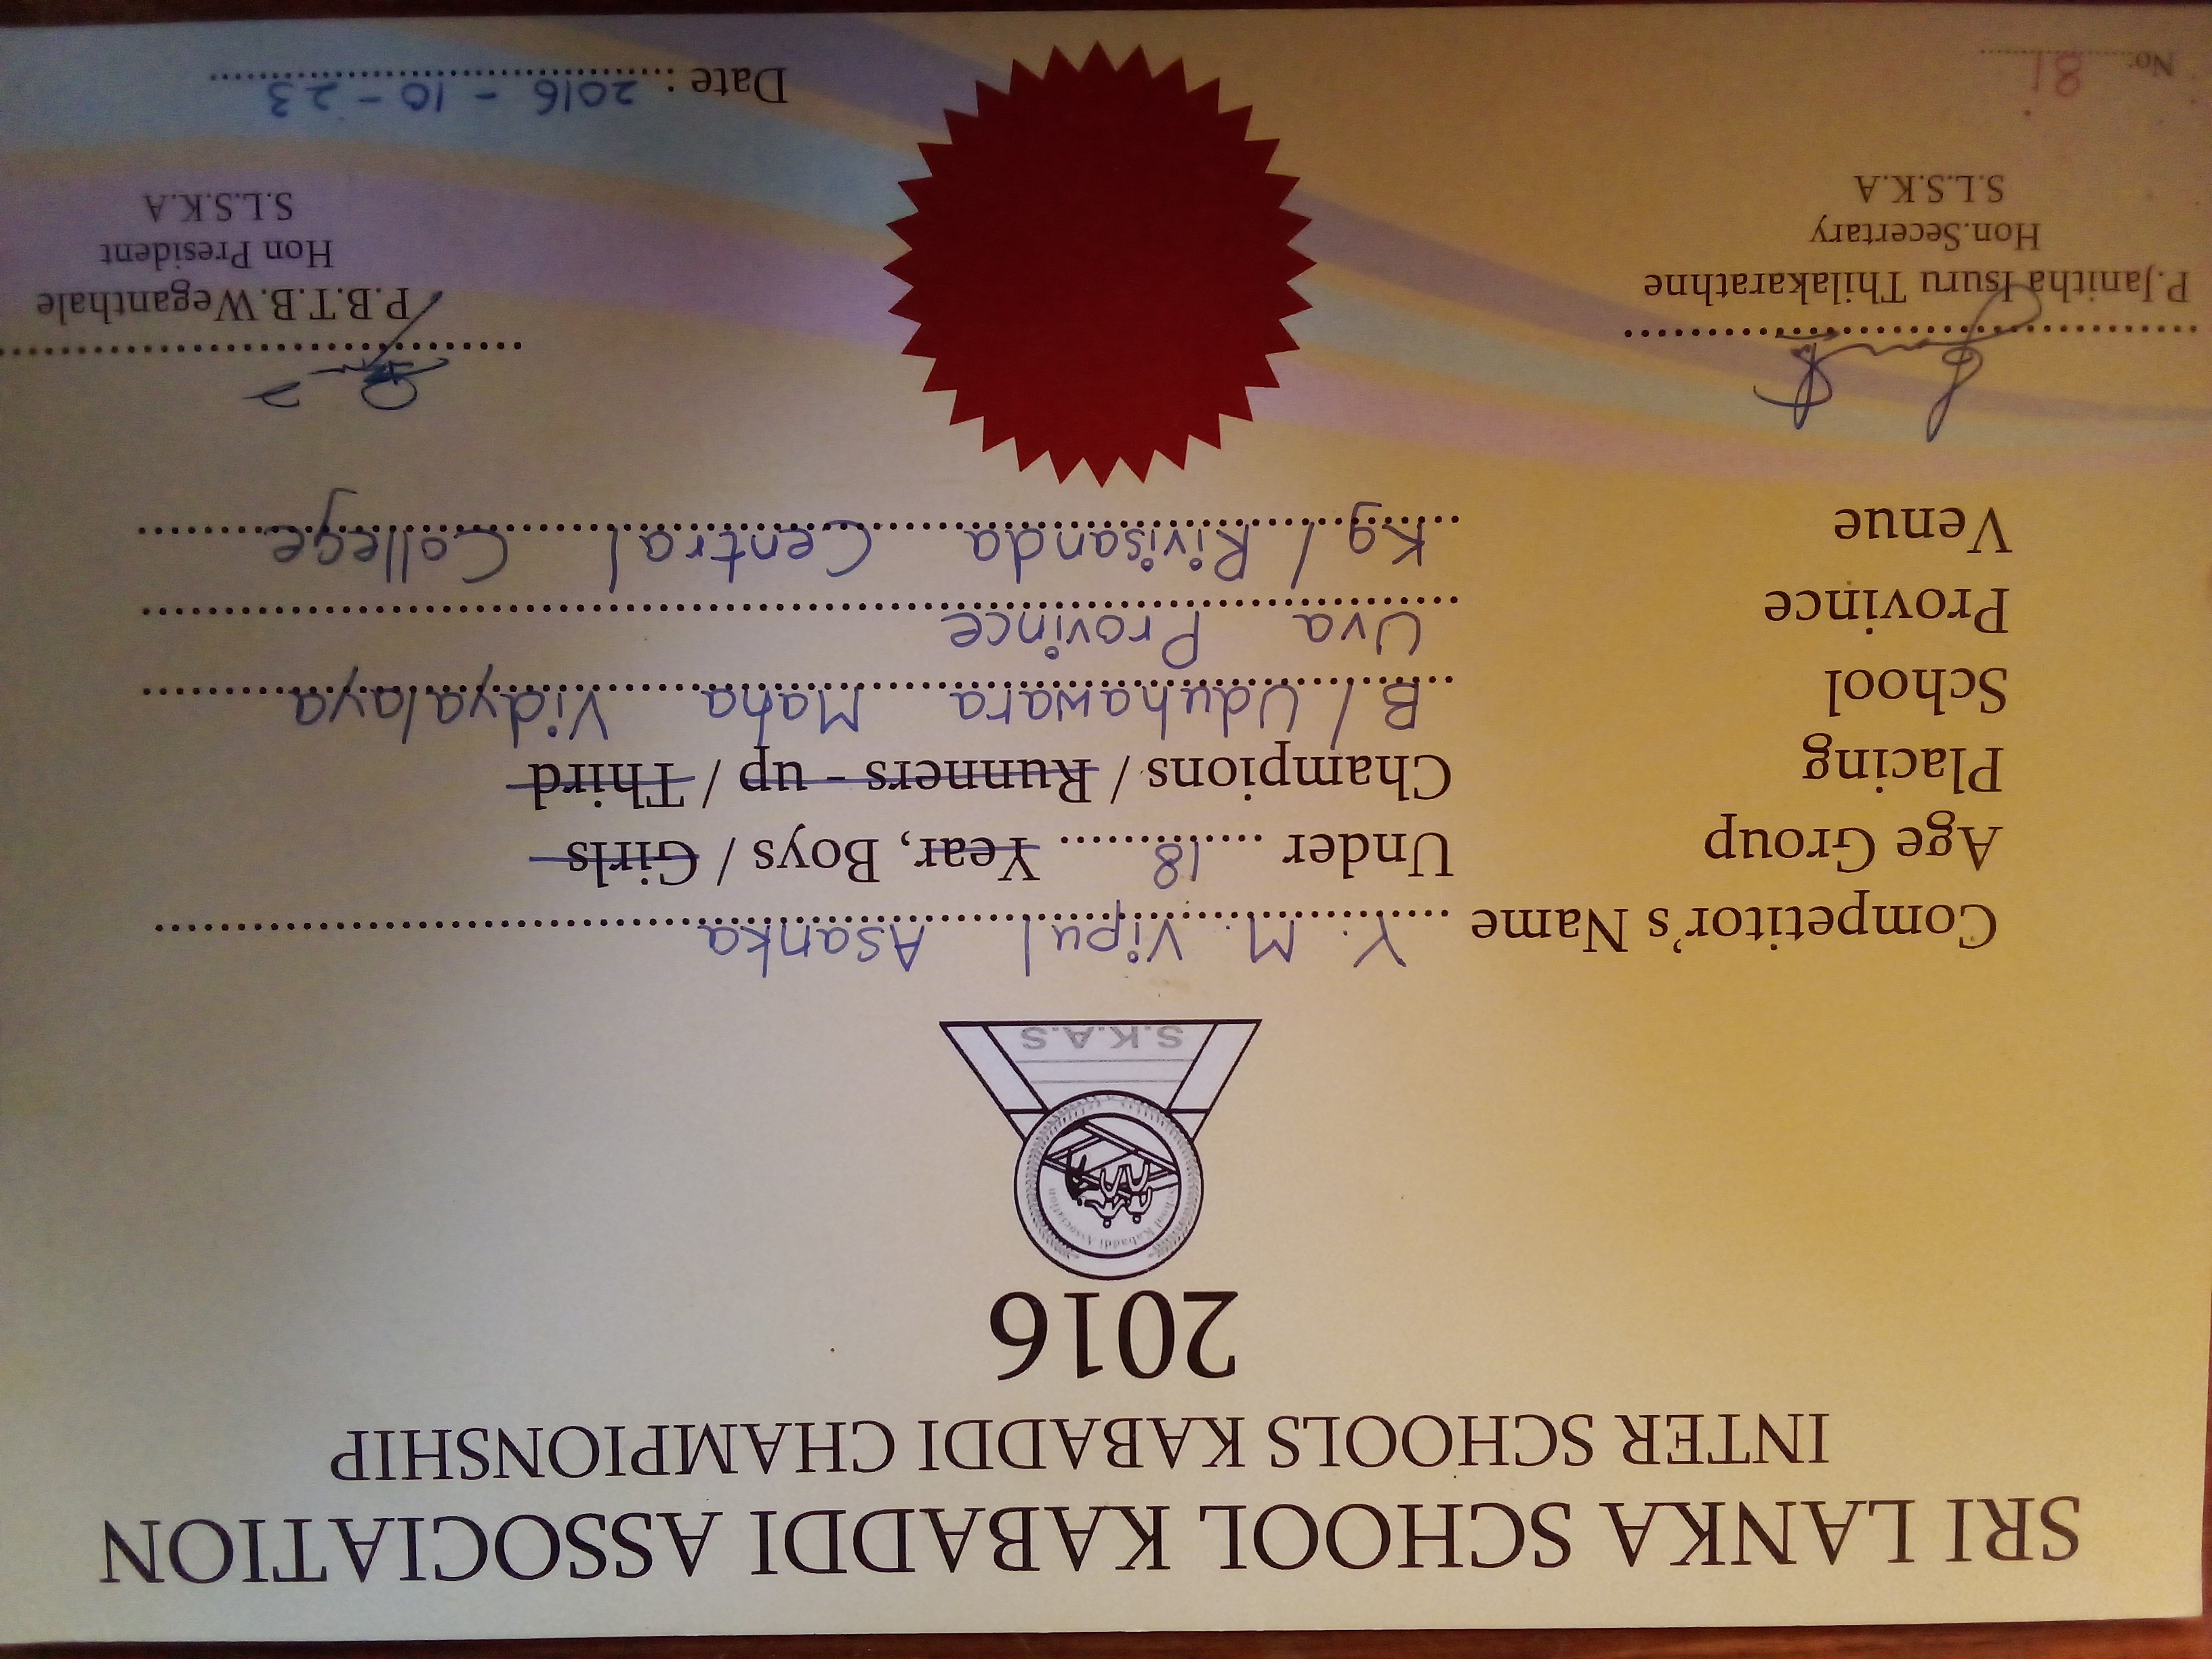 SRI LANKA SCHOOL KABADDI ASSOCIATION
INTER SCHOOLS KABADDI CHAMPIONSHIP
2016
School Kabaddi Association
S.K.A.S
Competitor's Name Y. M. Vipul Asanka
Age Group Under 18 Year, Boys / Girls
Placing Champions / Runners - up / Third
School B/ Uduhawara Maha Vidyalaya
Province Uva Province
Venue Kg / Rivisanda Central College
P.Janitha Isuru Thilakarathne
Hon.Secertary
S.L.S.K.A
P.B.T.B.Weganthale
Hon President
S.L.S.K.A
No: 81
Date : 2016 - 10 - 23